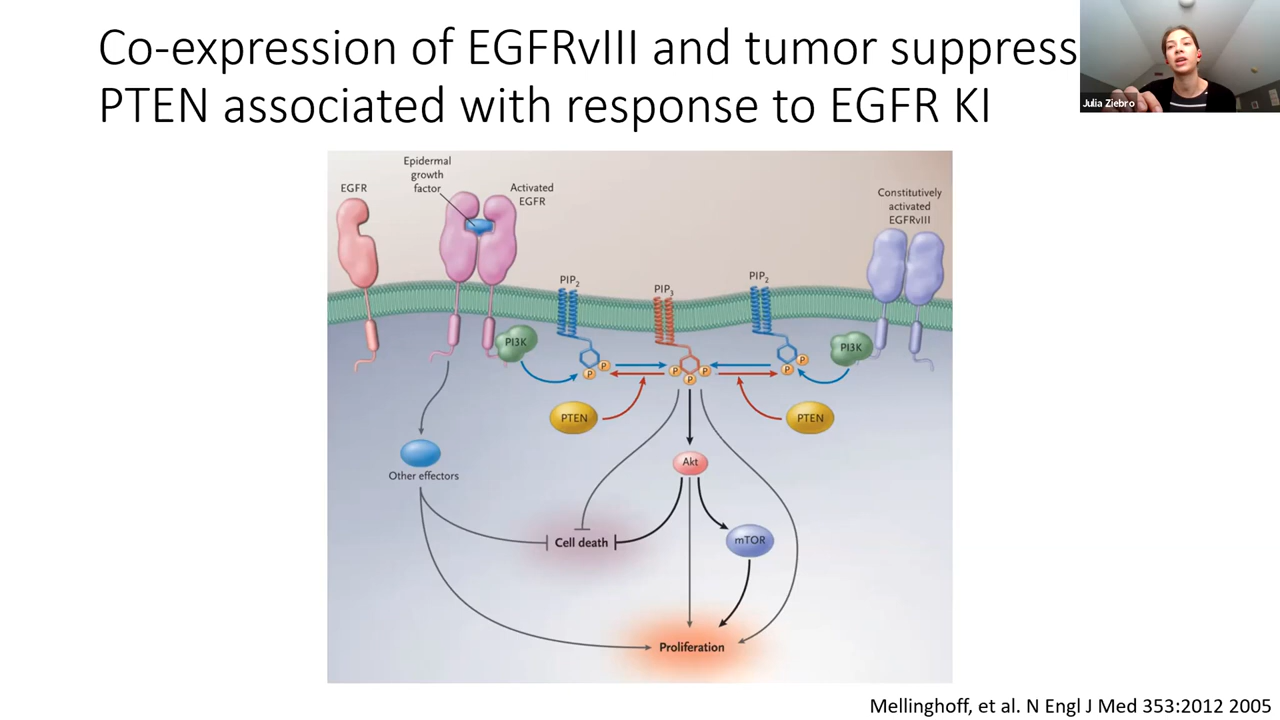 Co-expression of EGFRvIII and tumor suppress
PTEN associated with response to EGFR KI
Julia Ziebro
Epidermal
growth
factor
EGFR
Activated
EGFR
Constitutively
activated
EGFRvIII
PIP2
PIP3
PIP2
PI3K
PI3K
P
P
P
P
P
P
P
PTEN
PTEN
Akt
Other effectors
Cell death
mTOR
Proliferation
Mellinghoff, et al. N Engl J Med 353:2012 2005